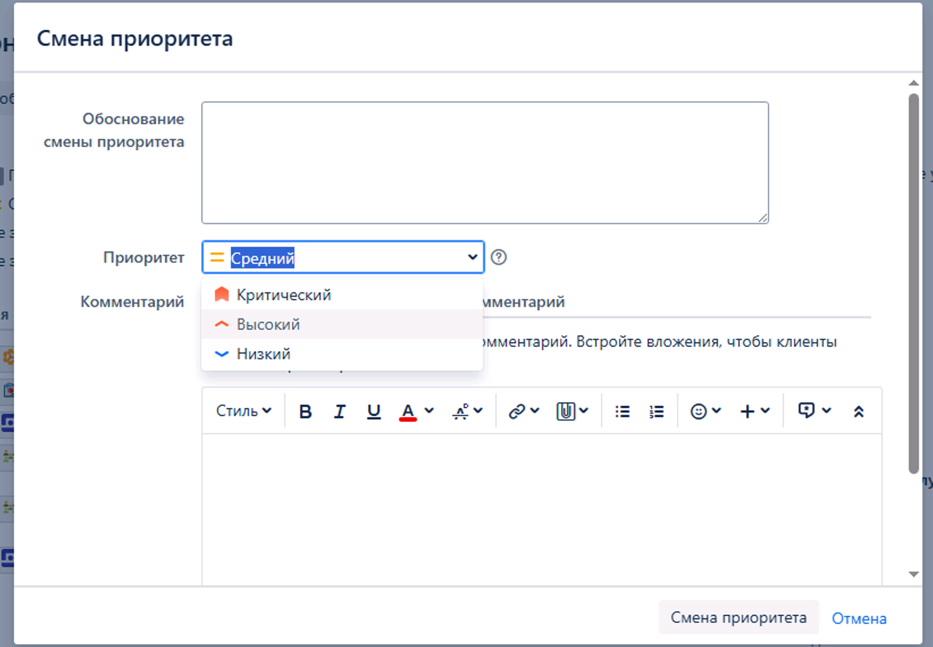 Смена приоритета
Обоснование
смены приоритета
Приоритет
Средний
Критический
Высокий
Низкий
Комментарий
мментарий
омментарий. Встройте вложения, чтобы клиенты
Стиль
B I U A
Смена приоритета
Отмена